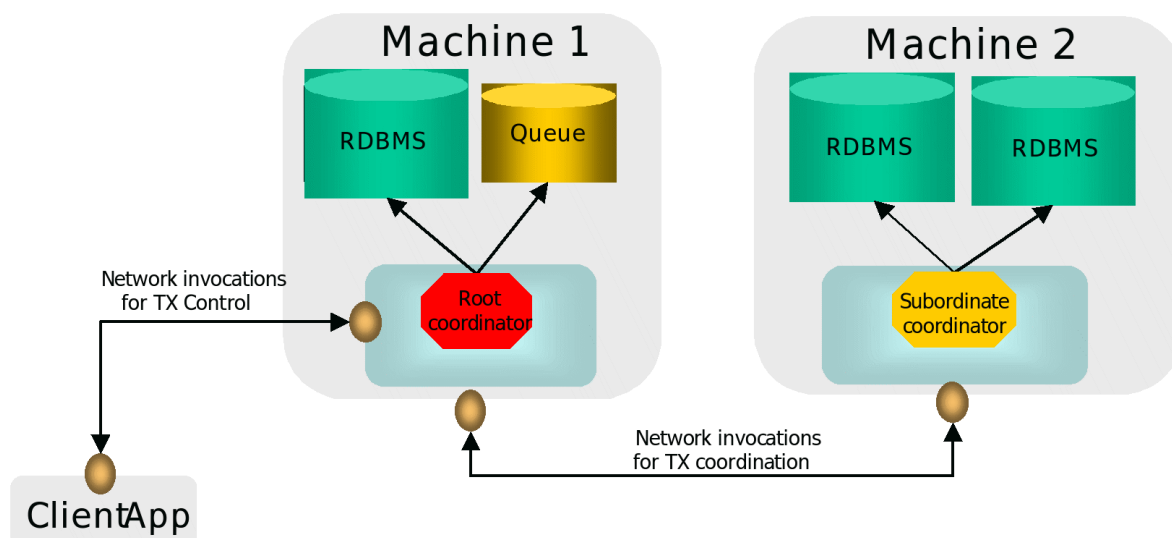 Machine 1
Machine 2
RDBMS
Queue
RDBMS
RDBMS
Network invocations
for TX Control
Root
coordinator
Subordinate
coordinator
Network invocations
for TX coordination
ClientApp